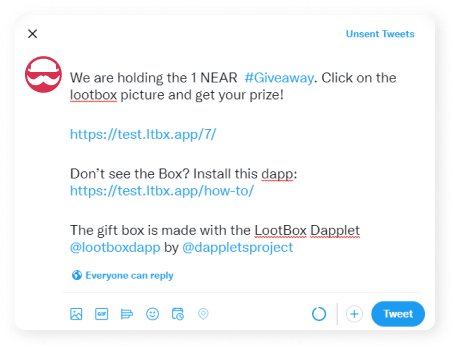 Unsent Tweets
We are holding the 1 NEAR #Giveaway. Click on the
lootbox picture and get your prize!
https://test.ltbx.app/7/
Don't see the Box? Install this dapp:
https://test.ltbx.app/how-to/
The gift box is made with the LootBox Dapplet
@lootboxdapp by @dappletsproject
Everyone can reply
GIF
Tweet